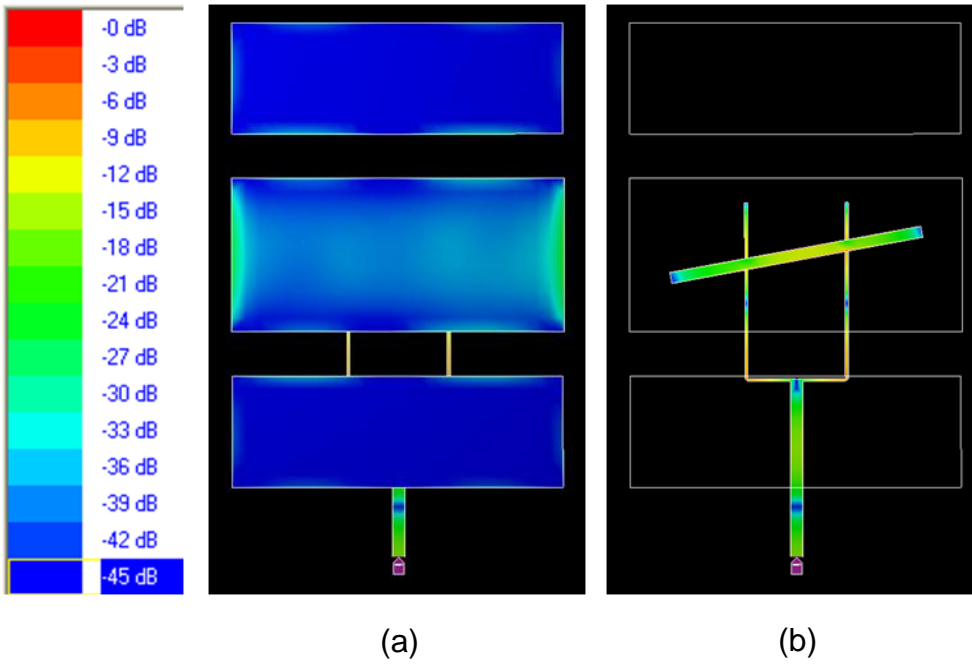 -0 dB
-3 dB
-6 dB
-9 dB
-12 dB
-15 dB
-18 dB
-21 dB
-24 dB
-27 dB
-30 dB
-33 dB
-36 dB
-39 dB
-42 dB
-45 dB
(a)
(b)